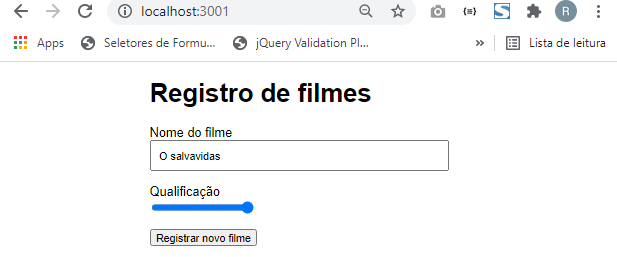 localhost:3001
R
Apps Seletores de Formu... jQuery Validation Pl... » Lista de leitura
Registro de filmes
Nome do filme
O salvavidas
Qualificação
Registrar novo filme